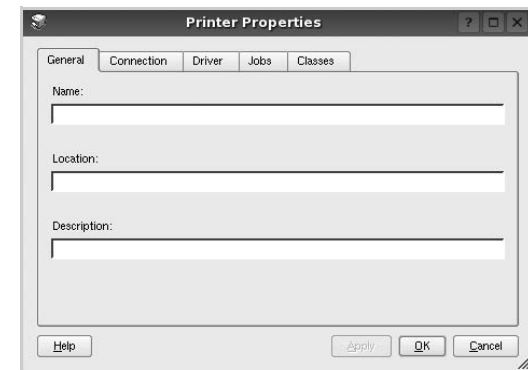 Printer Properties
General Connection Driver Jobs Classes
Name:
Location:
Description:
Help Apply OK Cancel